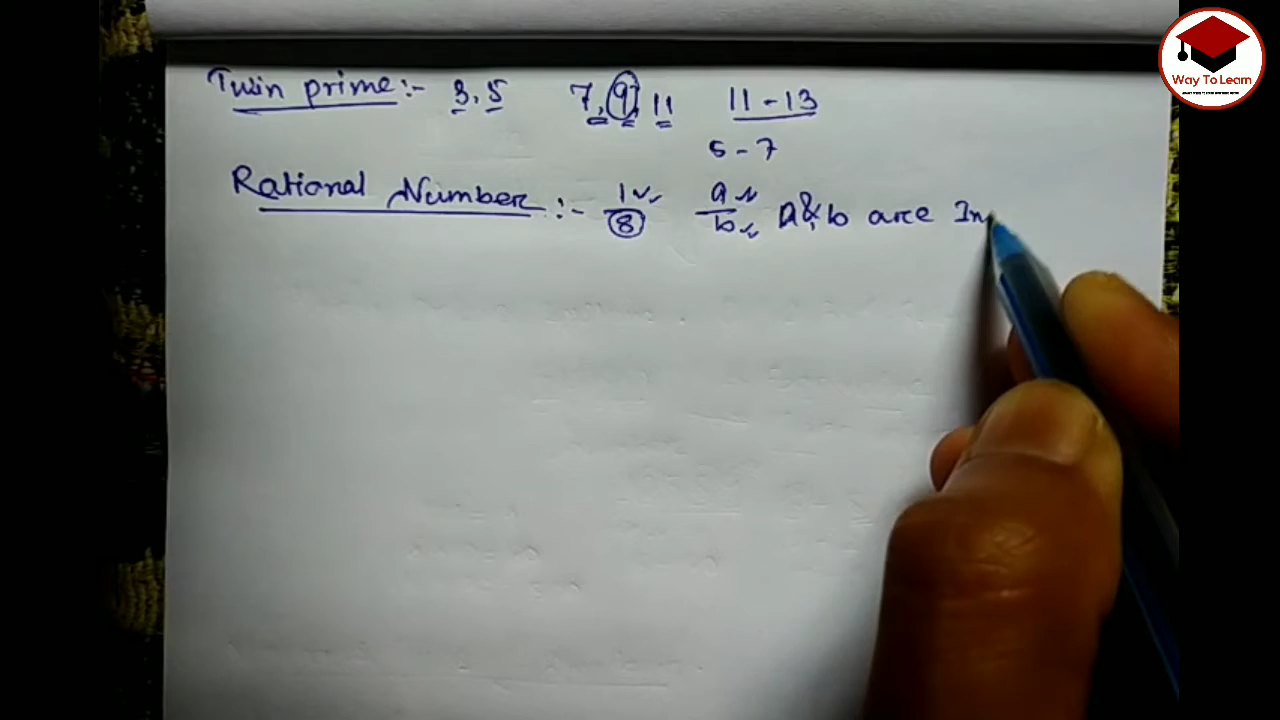 Twin prime :- 3, 5 7, 9, 11 11 - 13
5 - 7
Rational Number :- 1/8 a/b a & b are In
Way To Learn